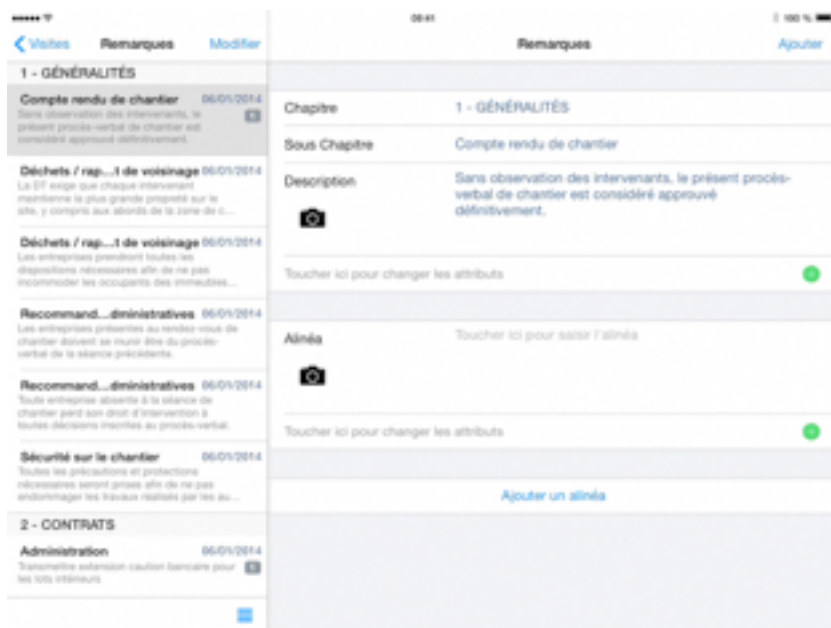 08:41
100 %
Visites
Remarques
Modifier
1 - GÉNÉRALITÉS
Compte rendu de chantier 06/01/2014
Sans observation des intervenants, le
présent procès-verbal de chantier est
considéré approuvé définitivement.
Déchets / rap...t de voisinage 06/01/2014
La DT exige que chaque intervenant
maintienne la plus grande propreté sur le
site, y compris aux abords de la zone de c...
Déchets / rap...t de voisinage 06/01/2014
Les entreprises prendront toutes les
dispositions nécessaires afin de ne pas
incommoder les occupants des immeubles...
Recommand...dministratives 06/01/2014
Les entreprises présentes au rendez-vous de
chantier doivent se munir être du procès-
verbal de la séance précédente.
Recommand...dministratives 06/01/2014
Toute entreprise absente à la séance de
chantier perd son droit d'intervention à
toutes décisions inscrites au procès-verbal.
Sécurité sur le chantier 06/01/2014
Toutes les précautions et protections
nécessaires seront prises afin de ne pas
endommager les travaux réalisés par les au...
2 - CONTRATS
Administration 06/01/2014
Transmettre extension caution bancaire pour
les lots intérieurs
Remarques
Ajouter
Chapitre 1 - GÉNÉRALITÉS
Sous Chapitre Compte rendu de chantier
Description Sans observation des intervenants, le présent procès-
verbal de chantier est considéré approuvé
définitivement.
Toucher ici pour changer les attributs
Alinéa Toucher ici pour saisir l'alinéa
Toucher ici pour changer les attributs
Ajouter un alinéa